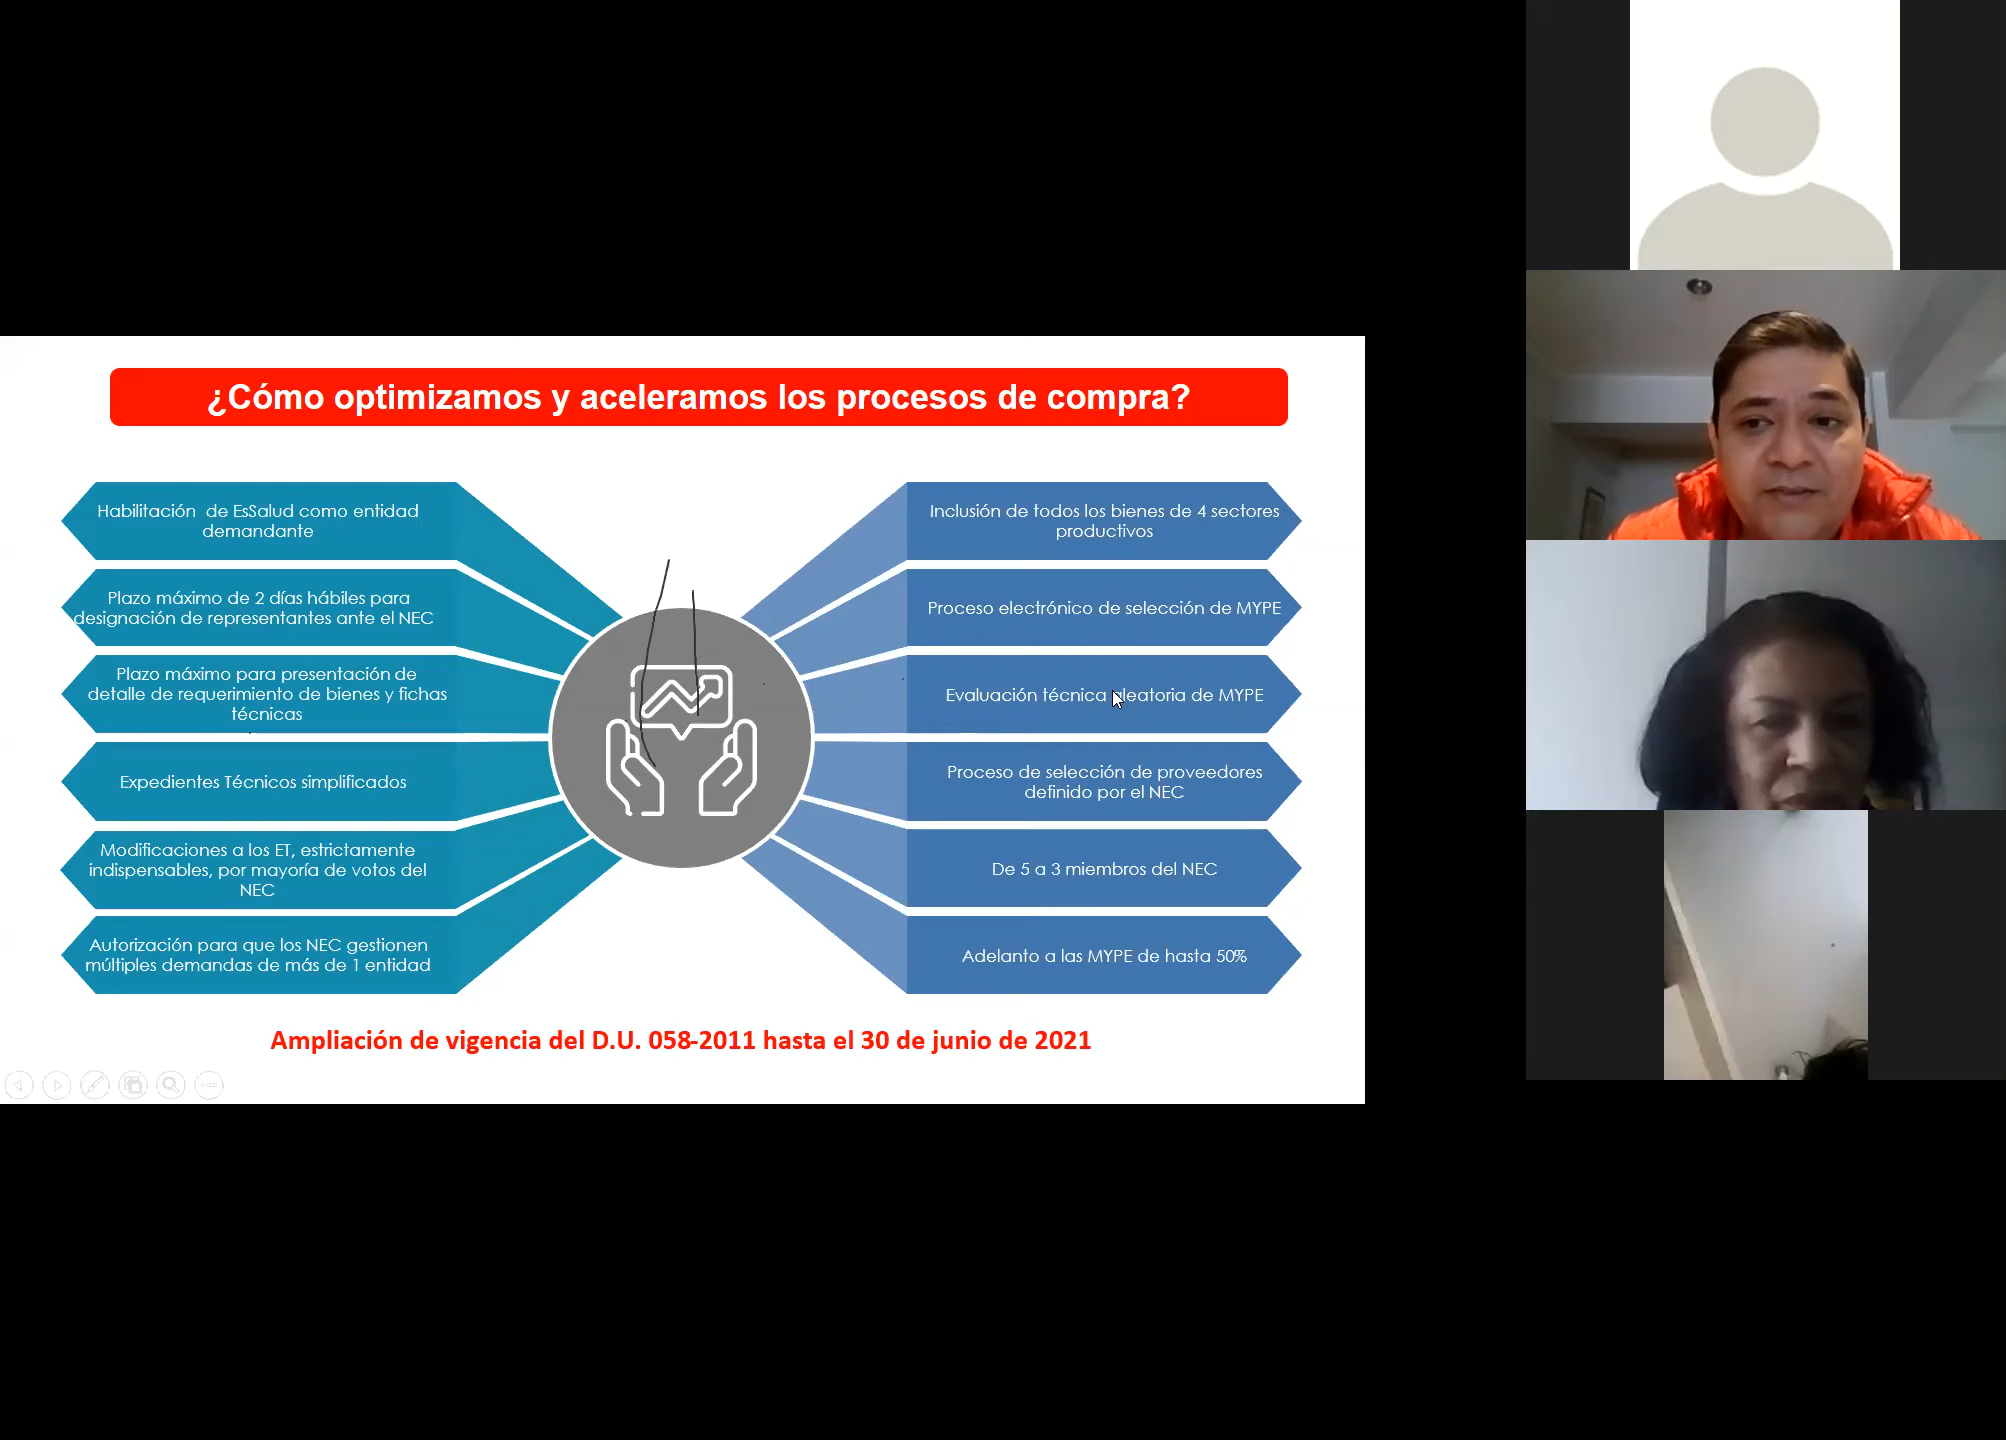 ¿Cómo optimizamos y aceleramos los procesos de compra?
Habilitación de EsSalud como entidad
demandante
Plazo máximo de 2 días hábiles para
designación de representantes ante el NEC
Plazo máximo para presentación de
detalle de requerimiento de bienes y fichas
técnicas
Expedientes Técnicos simplificados
Modificaciones a los ET, estrictamente
indispensables, por mayoría de votos del
NEC
Autorización para que los NEC gestionen
múltiples demandas de más de 1 entidad
Inclusión de todos los bienes de 4 sectores
productivos
Proceso electrónico de selección de MYPE
Evaluación técnica aleatoria de MYPE
Proceso de selección de proveedores
definido por el NEC
De 5 a 3 miembros del NEC
Adelanto a las MYPE de hasta 50%
Ampliación de vigencia del D.U. 058-2011 hasta el 30 de junio de 2021